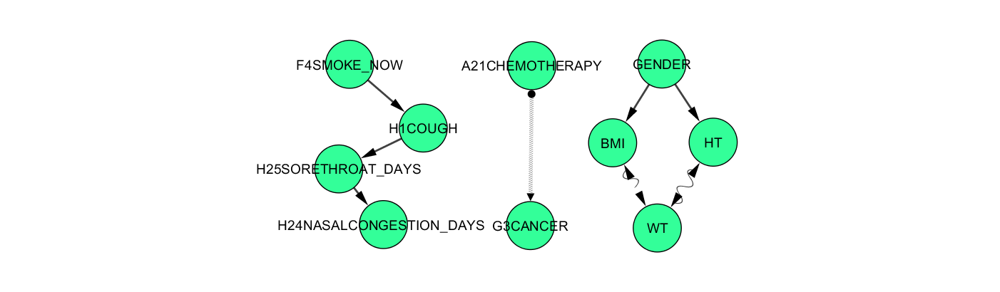 F4SMOKE_NOW
A21CHEMOTHERAPY
GENDER
H1COUGH
BMI
HT
H25SORETHROAT_DAYS
H24NASALCONGESTION_DAYS
G3CANCER
WT